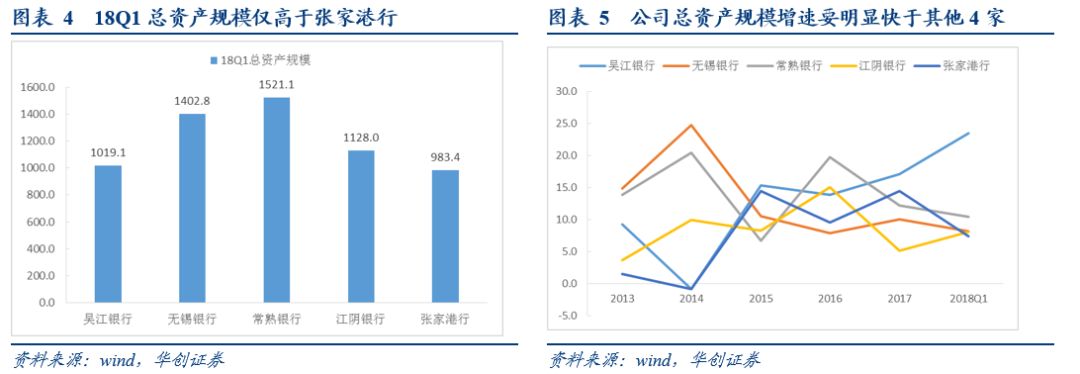 图表 4 18Q1 总资产规模仅高于张家港行
18Q1总资产规模
1600.0
1400.0
1200.0
1000.0
800.0
600.0
400.0
200.0
0.0
1019.1
1402.8
1521.1
1128.0
983.4
吴江银行 无锡银行 常熟银行 江阴银行 张家港行
资料来源：wind，华创证券
图表 5 公司总资产规模增速妥明显快于其他 4 家
吴江银行 无锡银行 常熟银行 江阴银行 张家港行
30.0
25.0
20.0
15.0
10.0
5.0
0.0
-5.0
2013 2014 2015 2016 2017 2018Q1
资料来源：wind，华创证券